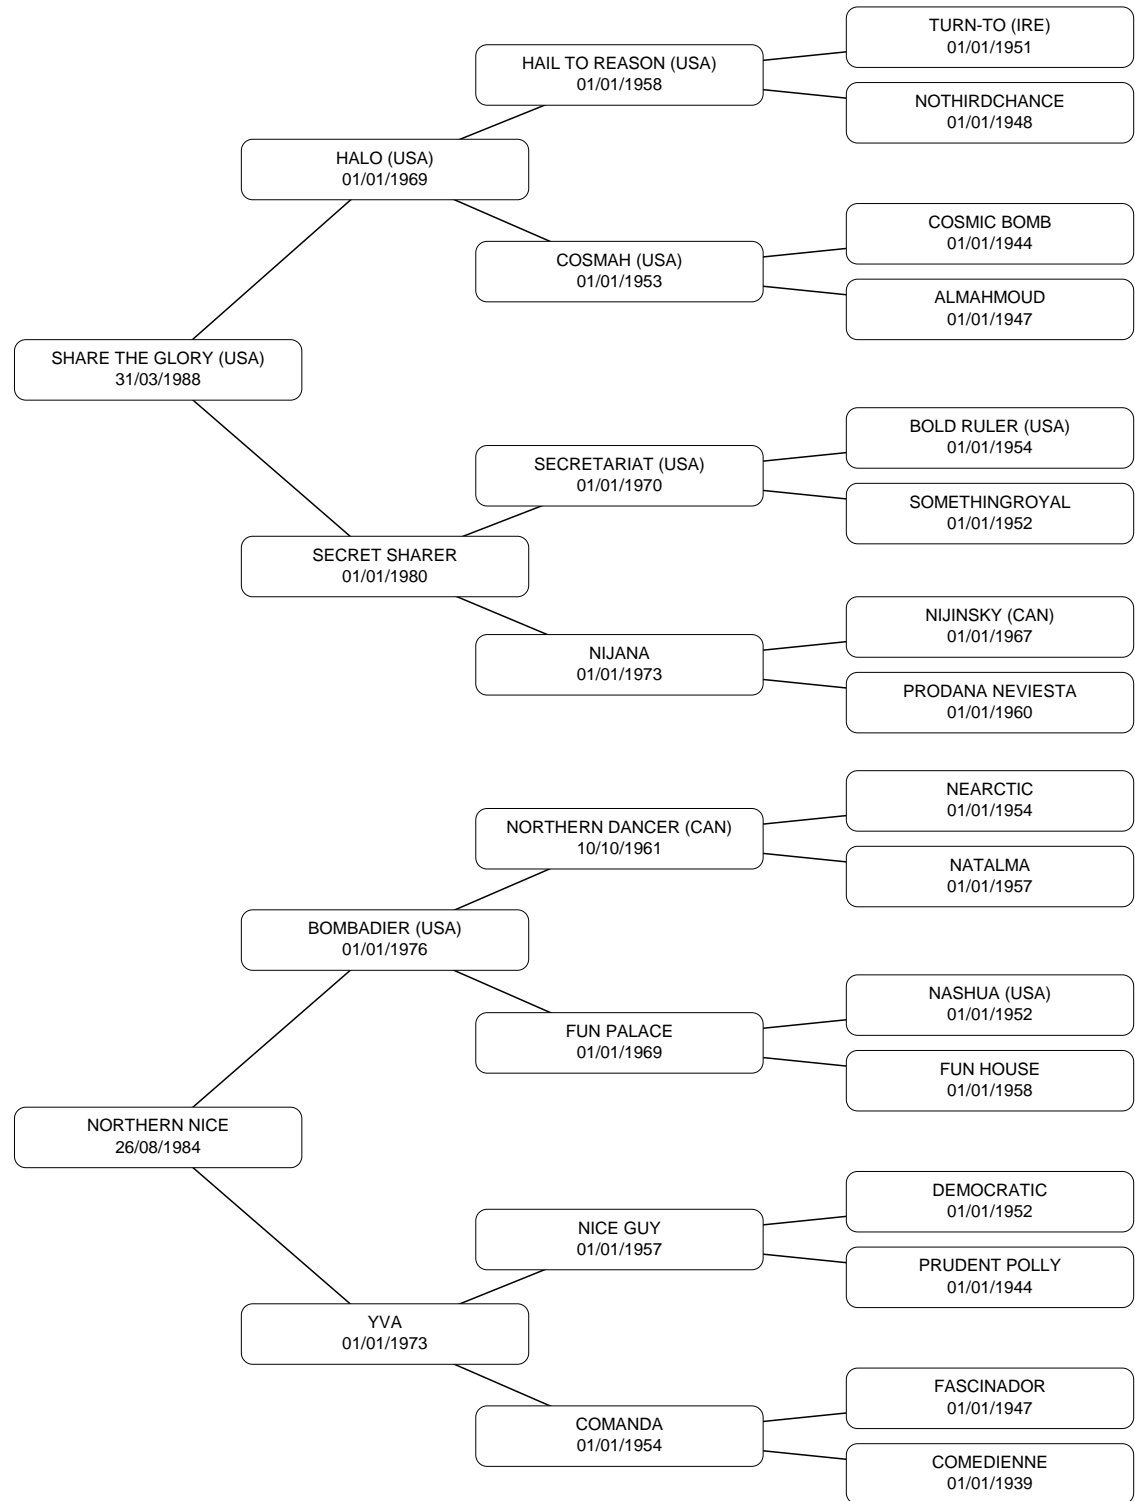 TURN-TO (IRE)
01/01/1951
HAIL TO REASON (USA)
01/01/1958
NOTHIRDCHANCE
01/01/1948
HALO (USA)
01/01/1969
COSMIC BOMB
01/01/1944
COSMAH (USA)
01/01/1953
ALMAHMOUD
01/01/1947
SHARE THE GLORY (USA)
31/03/1988
BOLD RULER (USA)
01/01/1954
SECRETARIAT (USA)
01/01/1970
SOMETHINGROYAL
01/01/1952
SECRET SHARER
01/01/1980
NIJINSKY (CAN)
01/01/1967
NIJANA
01/01/1973
PRODANA NEVIESTA
01/01/1960
NEARCTIC
01/01/1954
NORTHERN DANCER (CAN)
10/10/1961
NATALMA
01/01/1957
BOMBADIER (USA)
01/01/1976
NASHUA (USA)
01/01/1952
FUN PALACE
01/01/1969
FUN HOUSE
01/01/1958
NORTHERN NICE
26/08/1984
DEMOCRATIC
01/01/1952
NICE GUY
01/01/1957
PRUDENT POLLY
01/01/1944
YVA
01/01/1973
FASCINADOR
01/01/1947
COMANDA
01/01/1954
COMEDIENNE
01/01/1939